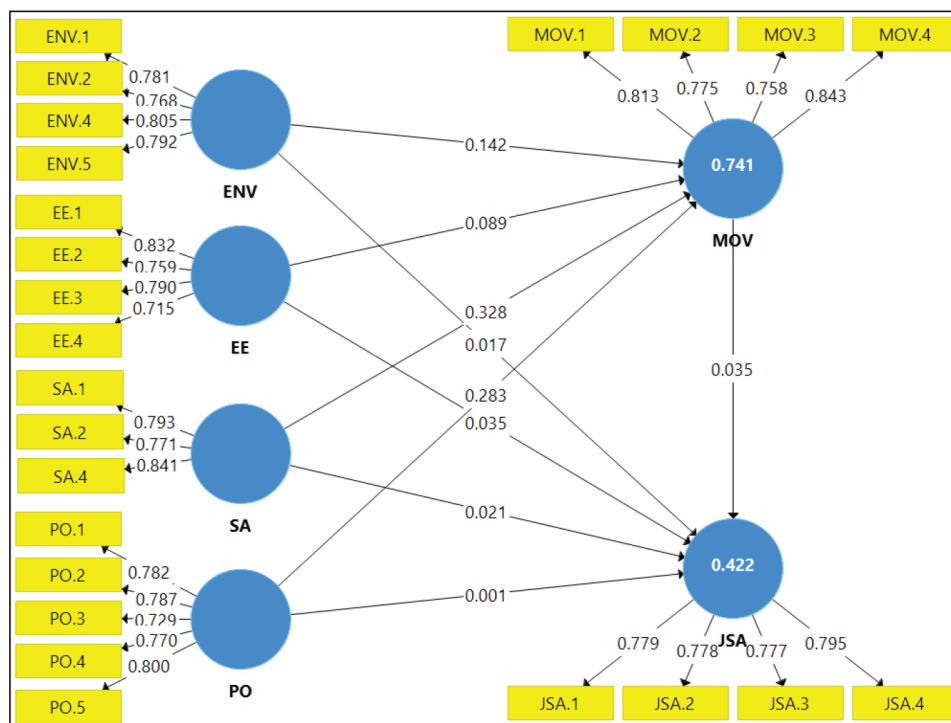 ENV.1
ENV.2
ENV.4
ENV.5
0.781
0.768
0.805
0.792
ENV
EE.1
EE.2
EE.3
EE.4
0.832
0.759
0.790
0.715
EE
SA.1
SA.2
SA.4
0.793
0.771
0.841
SA
PO.1
PO.2
PO.3
PO.4
PO.5
0.782
0.787
0.729
0.770
0.800
PO
0.142
0.089
0.328
0.017
0.283
0.035
0.021
0.001
MOV.1
MOV.2
MOV.3
MOV.4
0.813
0.775
0.758
0.843
0.741
MOV
0.035
0.422
JSA
0.779
0.778
0.777
0.795
JSA.1
JSA.2
JSA.3
JSA.4